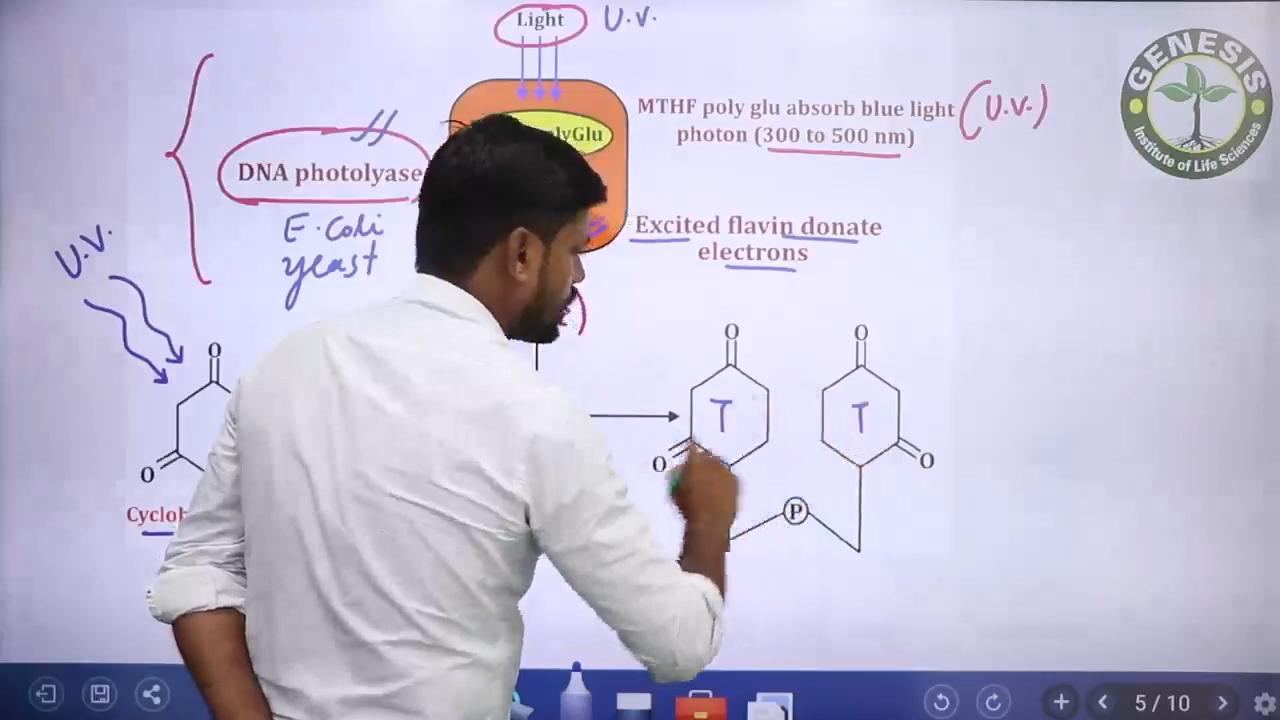 Light U.V.
GENESIS
Institute of Life Sciences
MTHF poly glu absorb blue light (U.V.)
photon (300 to 500 nm)
DNA photolyase
E.Coli
yeast
U.V.
Excited flavin donate
electrons
O
O
O
T
T
O
O
O
P
5 / 10